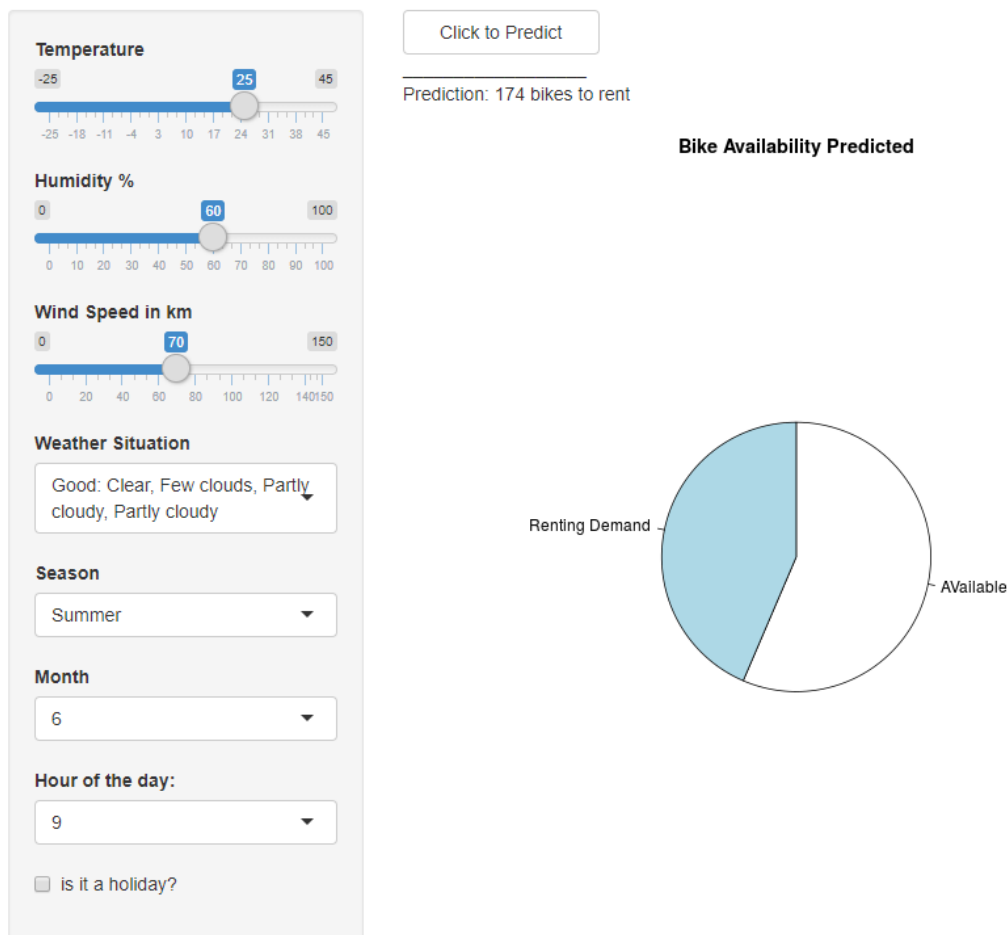 Temperature
-25 25 45
-25 -18 -11 -4 3 10 17 24 31 38 45
Humidity %
0 60 100
0 10 20 30 40 50 60 70 80 90 100
Wind Speed in km
0 70 150
0 20 40 60 80 100 120 140150
Weather Situation
Good: Clear, Few clouds, Partly
cloudy, Partly cloudy
Season
Summer
Month
6
Hour of the day:
9
is it a holiday?
Click to Predict
Prediction: 174 bikes to rent
Bike Availability Predicted
Renting Demand
AVailable